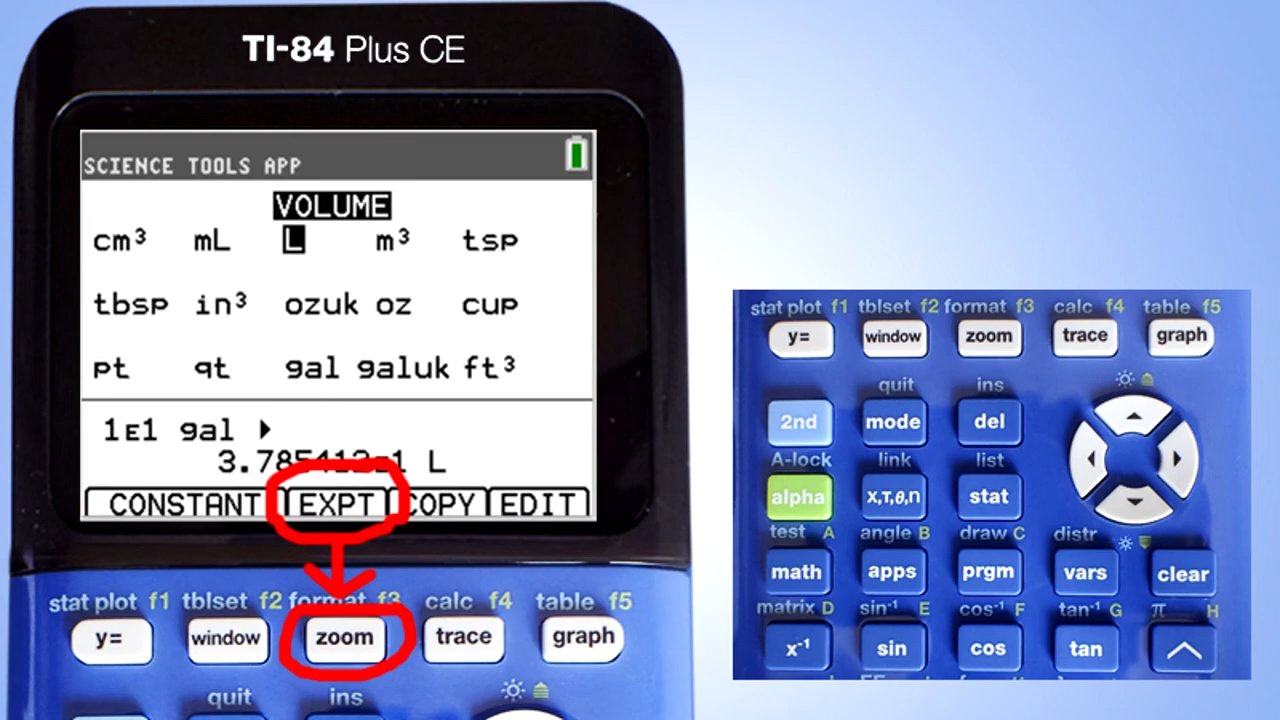 TI-84 Plus CE
SCIENCE TOOLS APP
VOLUME
cm³ mL L m³ tsp
tbsp in³ ozuk oz cup
pt qt gal galuk ft³
1ᴇ1 gal ▶
3.785412ᴇ1 L
CONSTANT EXPT COPY EDIT
stat plot f1 tblset f2 format f3 calc f4 table f5
y= window zoom trace graph
quit ins
stat plot f1 tblset f2 format f3 calc f4 table f5
y= window zoom trace graph
quit ins
2nd mode del
A-lock link list
alpha X,T,θ,n stat
test A angle B draw C distr
math apps prgm vars clear
matrix D sin⁻¹ E cos⁻¹ F tan⁻¹ G π H
x⁻¹ sin cos tan ^